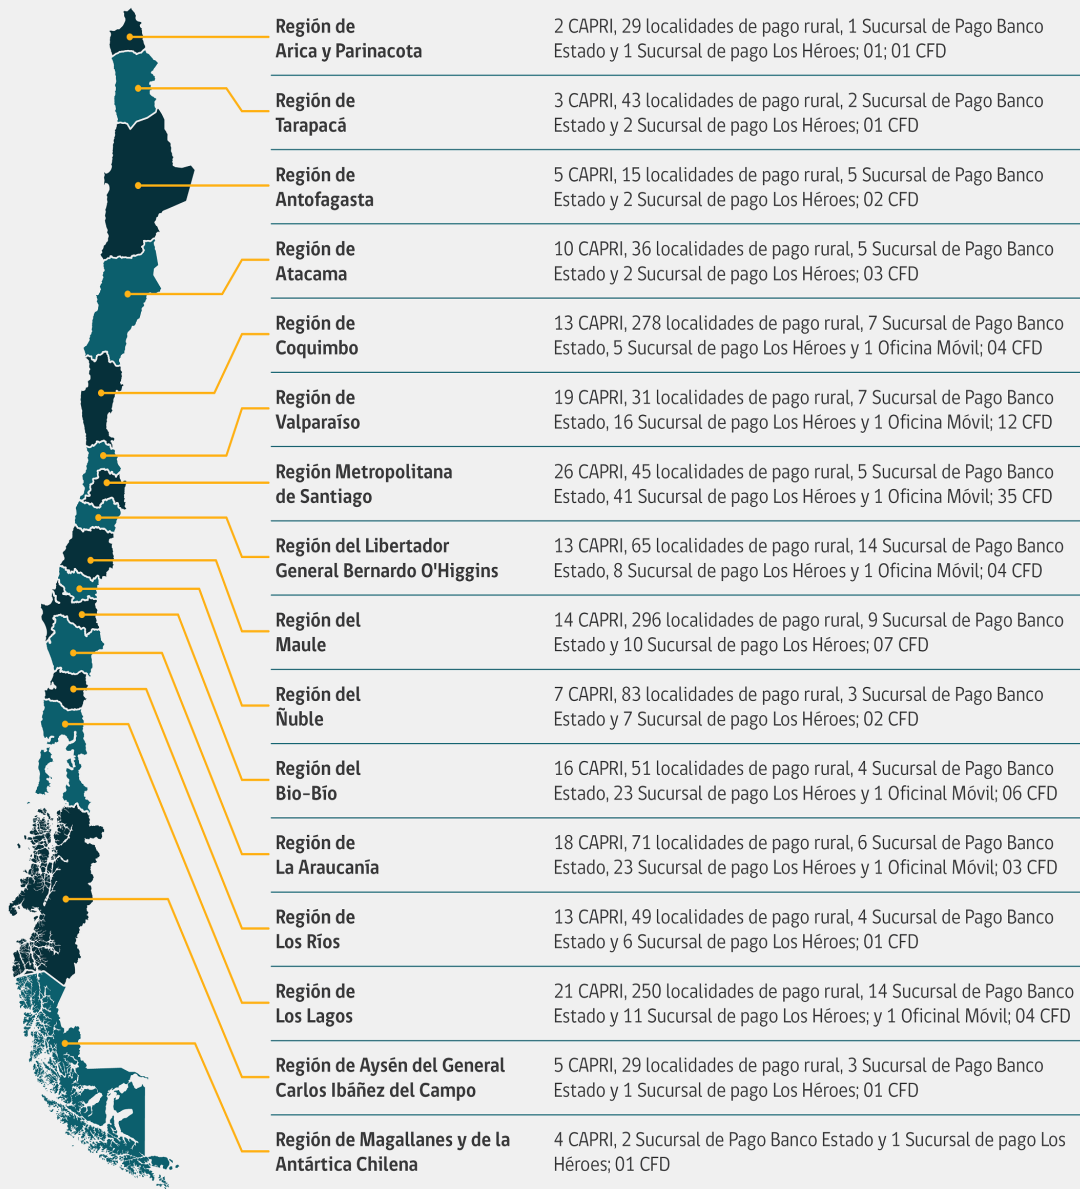 Región de
Arica y Parinacota
2 CAPRI, 29 localidades de pago rural, 1 Sucursal de Pago Banco
Estado y 1 Sucursal de pago Los Héroes; 01; 01 CFD
Región de
Tarapacá
3 CAPRI, 43 localidades de pago rural, 2 Sucursal de Pago Banco
Estado y 2 Sucursal de pago Los Héroes; 01 CFD
Región de
Antofagasta
5 CAPRI, 15 localidades de pago rural, 5 Sucursal de Pago Banco
Estado y 2 Sucursal de pago Los Héroes; 02 CFD
Región de
Atacama
10 CAPRI, 36 localidades de pago rural, 5 Sucursal de Pago Banco
Estado y 2 Sucursal de pago Los Héroes; 03 CFD
Región de
Coquimbo
13 CAPRI, 278 localidades de pago rural, 7 Sucursal de Pago Banco
Estado, 5 Sucursal de pago Los Héroes y 1 Oficina Móvil; 04 CFD
Región de
Valparaíso
19 CAPRI, 31 localidades de pago rural, 7 Sucursal de Pago Banco
Estado, 16 Sucursal de pago Los Héroes y 1 Oficina Móvil; 12 CFD
Región Metropolitana
de Santiago
26 CAPRI, 45 localidades de pago rural, 5 Sucursal de Pago Banco
Estado, 41 Sucursal de pago Los Héroes y 1 Oficina Móvil; 35 CFD
Región del Libertador
General Bernardo O'Higgins
13 CAPRI, 65 localidades de pago rural, 14 Sucursal de Pago Banco
Estado, 8 Sucursal de pago Los Héroes y 1 Oficina Móvil; 04 CFD
Región del
Maule
14 CAPRI, 296 localidades de pago rural, 9 Sucursal de Pago Banco
Estado y 10 Sucursal de pago Los Héroes; 07 CFD
Región del
Ñuble
7 CAPRI, 83 localidades de pago rural, 3 Sucursal de Pago Banco
Estado y 7 Sucursal de pago Los Héroes; 02 CFD
Región del
Bio-Bío
16 CAPRI, 51 localidades de pago rural, 4 Sucursal de Pago Banco
Estado, 23 Sucursal de pago Los Héroes y 1 Oficinal Móvil; 06 CFD
Región de
La Araucanía
18 CAPRI, 71 localidades de pago rural, 6 Sucursal de Pago Banco
Estado, 23 Sucursal de pago Los Héroes y 1 Oficinal Móvil; 03 CFD
Región de
Los Ríos
13 CAPRI, 49 localidades de pago rural, 4 Sucursal de Pago Banco
Estado y 6 Sucursal de pago Los Héroes; 01 CFD
Región de
Los Lagos
21 CAPRI, 250 localidades de pago rural, 14 Sucursal de Pago Banco
Estado y 11 Sucursal de pago Los Héroes; y 1 Oficinal Móvil; 04 CFD
Región de Aysén del General
Carlos Ibáñez del Campo
5 CAPRI, 29 localidades de pago rural, 3 Sucursal de Pago Banco
Estado y 1 Sucursal de pago Los Héroes; 01 CFD
Región de Magallanes y de la
Antártica Chilena
4 CAPRI, 2 Sucursal de Pago Banco Estado y 1 Sucursal de pago Los
Héroes; 01 CFD